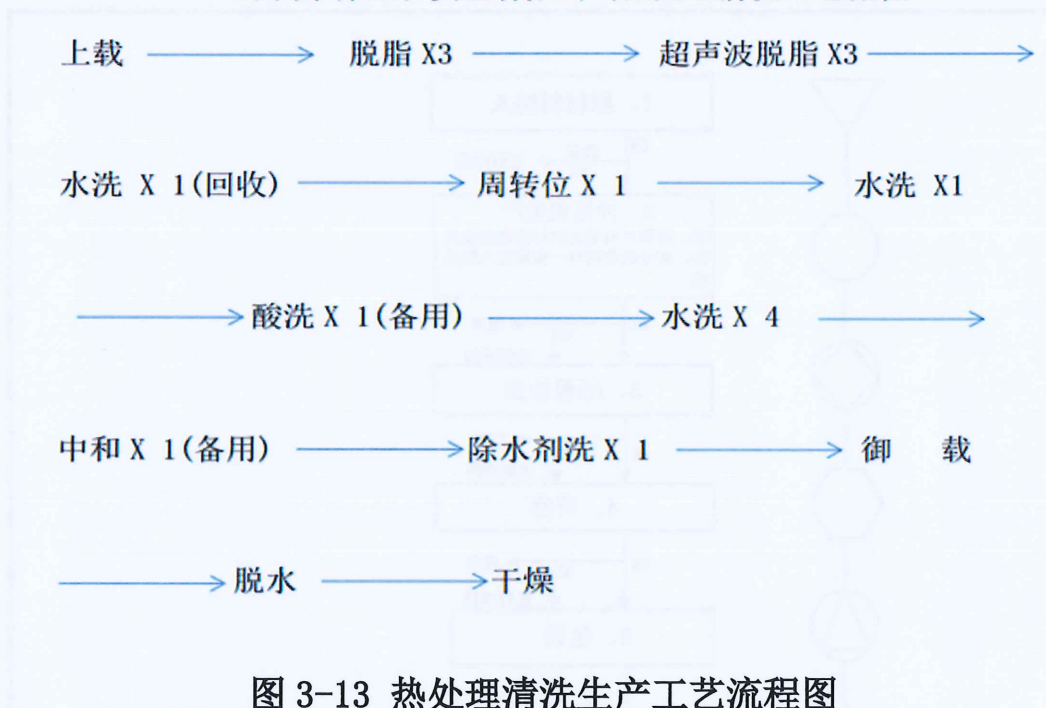 上载 脱脂 X3 超声波脱脂 X3
水洗 X 1(回收) 周转位 X 1 水洗 X1
酸洗 X 1(备用) 水洗 X 4
中和 X 1(备用) 除水剂洗 X 1 御 载
脱水 干燥
图 3-13 热处理清洗生产工艺流程图